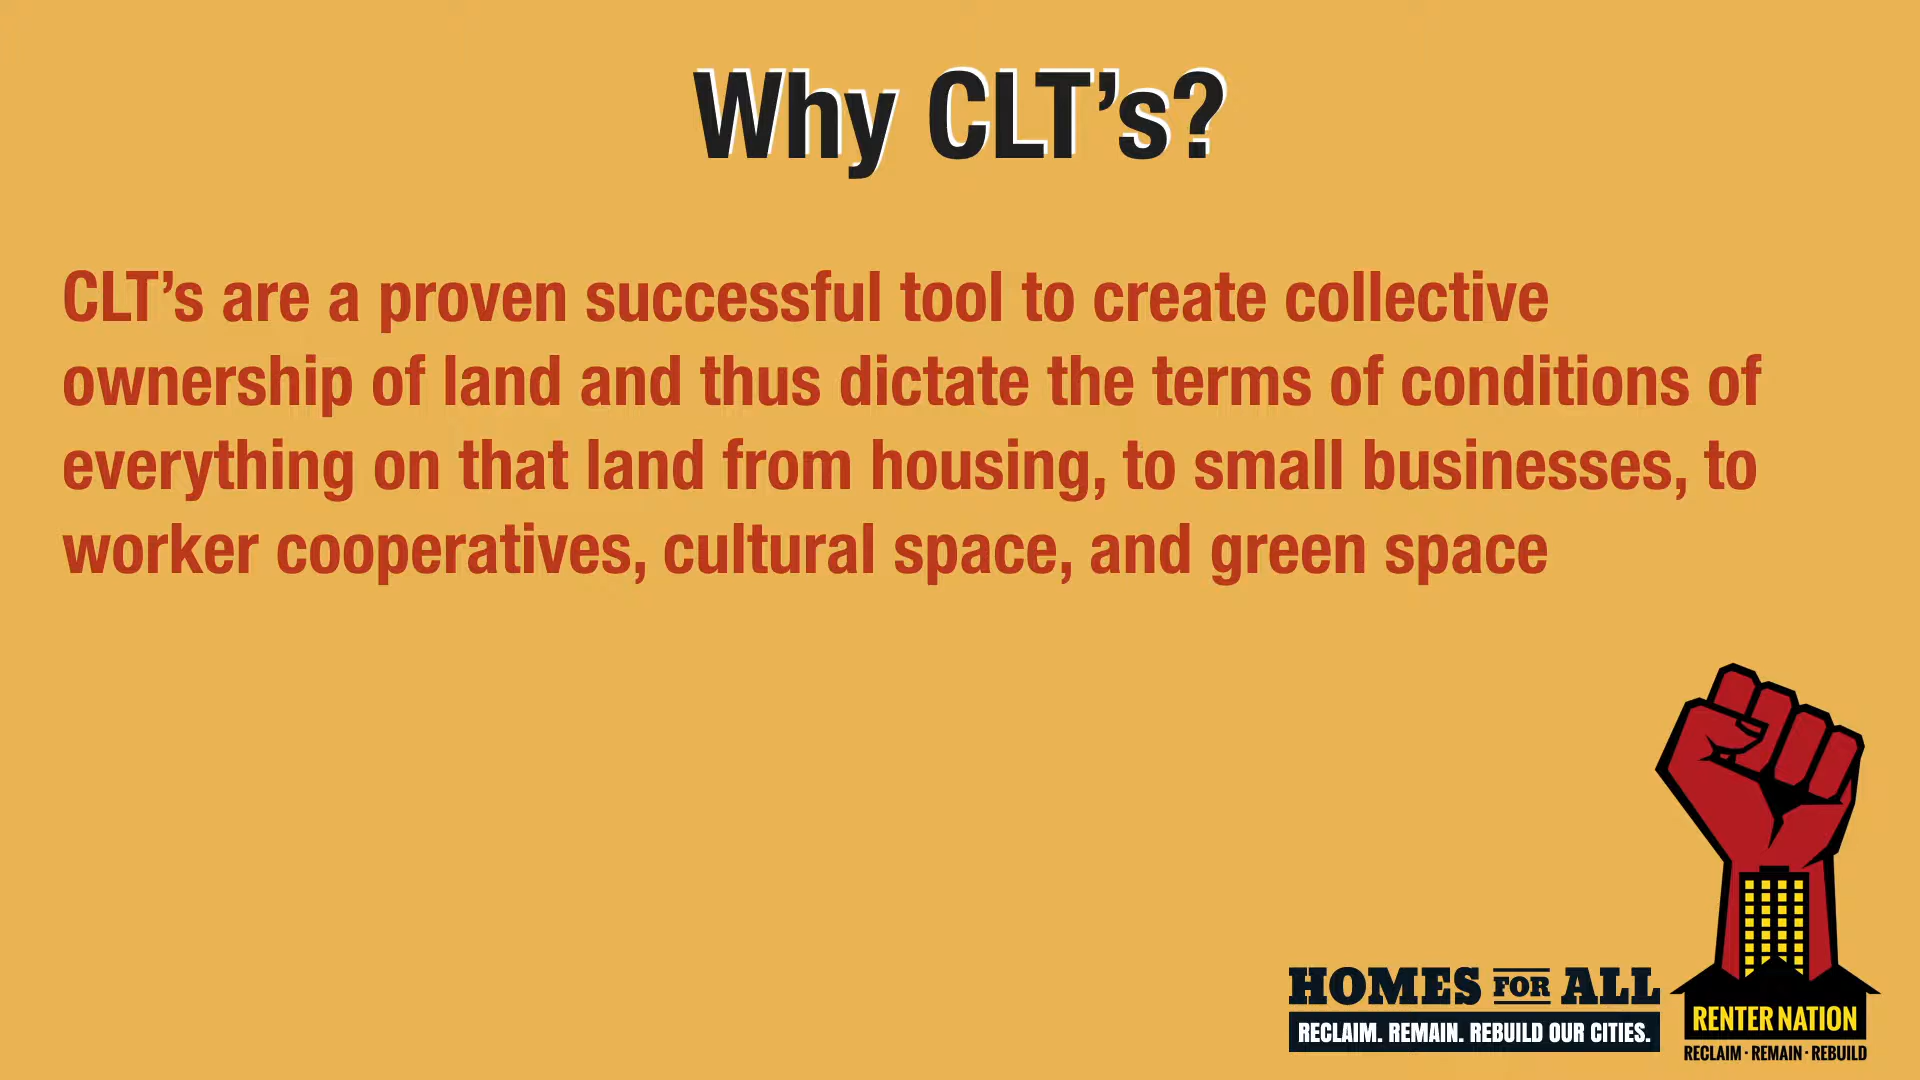 Why CLT’s?
CLT’s are a proven successful tool to create collective
ownership of land and thus dictate the terms of conditions of
everything on that land from housing, to small businesses, to
worker cooperatives, cultural space, and green space
HOMES FOR ALL
RECLAIM. REMAIN. REBUILD OUR CITIES.
RENTER NATION
RECLAIM · REMAIN · REBUILD